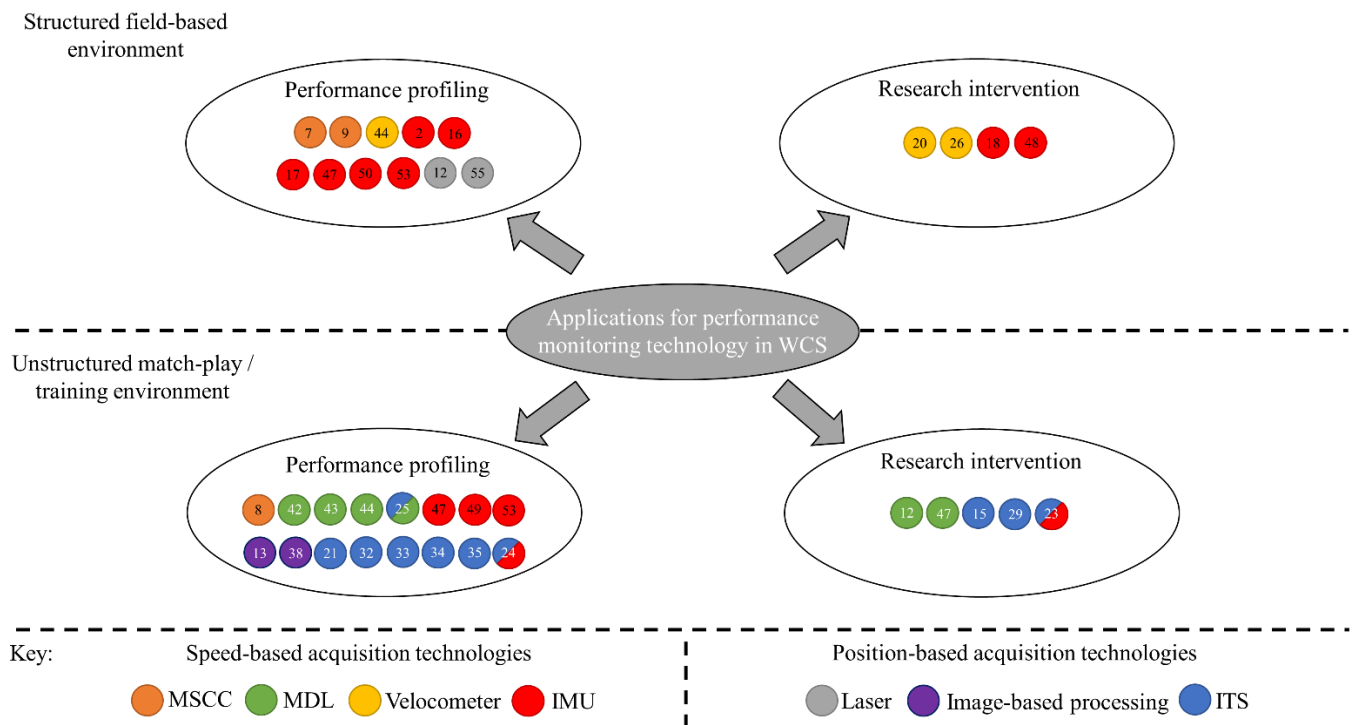 Structured field-based
environment
Performance profiling
7 9 44 2 16
17 47 50 53 12 55
Research intervention
20 26 18 48
Applications for performance
monitoring technology in WCS
Unstructured match-play /
training environment
Performance profiling
8 42 43 44 25 47 49 53
13 38 21 32 33 34 35 24
Research intervention
12 47 15 29 23
Key:
Speed-based acquisition technologies
MSCC MDL Velocometer IMU
Position-based acquisition technologies
Laser Image-based processing ITS